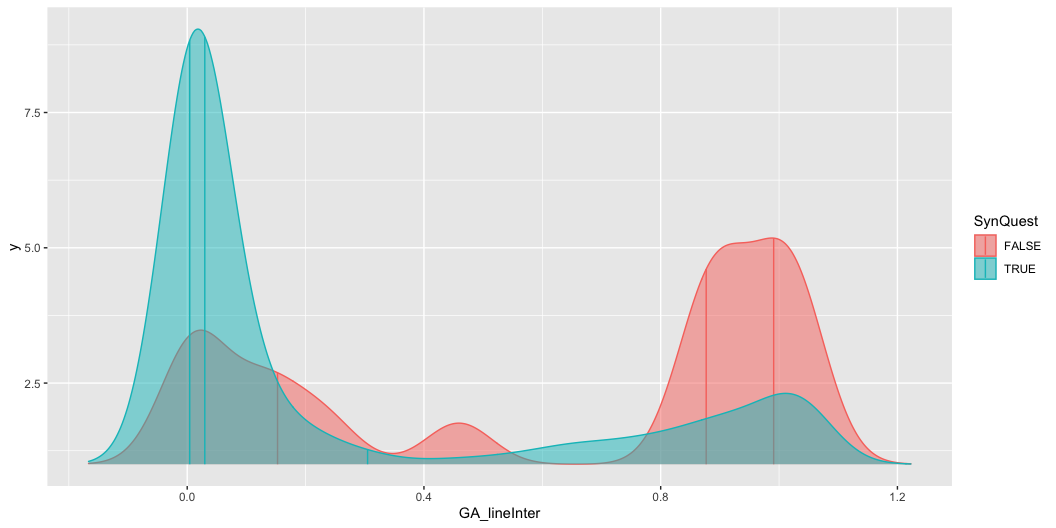 7.5
5.0
2.5
y
0.0
0.4
0.8
1.2
GA_lineInter
SynQuest
FALSE
TRUE